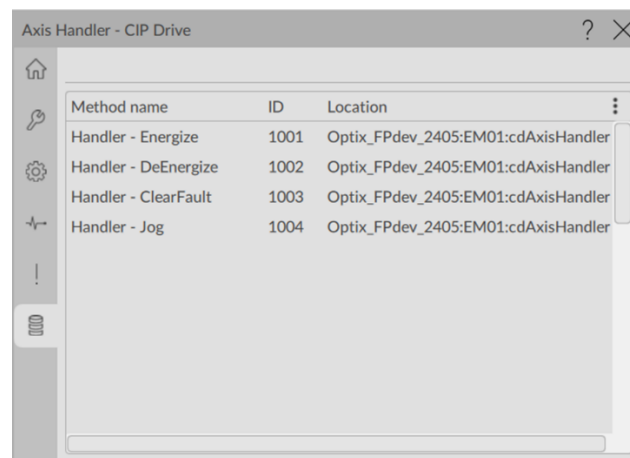 Axis Handler - CIP Drive ?
Method name ID Location
Handler - Energize 1001 Optix_FPdev_2405:EM01:cdAxisHandler
Handler - DeEnergize 1002 Optix_FPdev_2405:EM01:cdAxisHandler
Handler - ClearFault 1003 Optix_FPdev_2405:EM01:cdAxisHandler
Handler - Jog 1004 Optix_FPdev_2405:EM01:cdAxisHandler